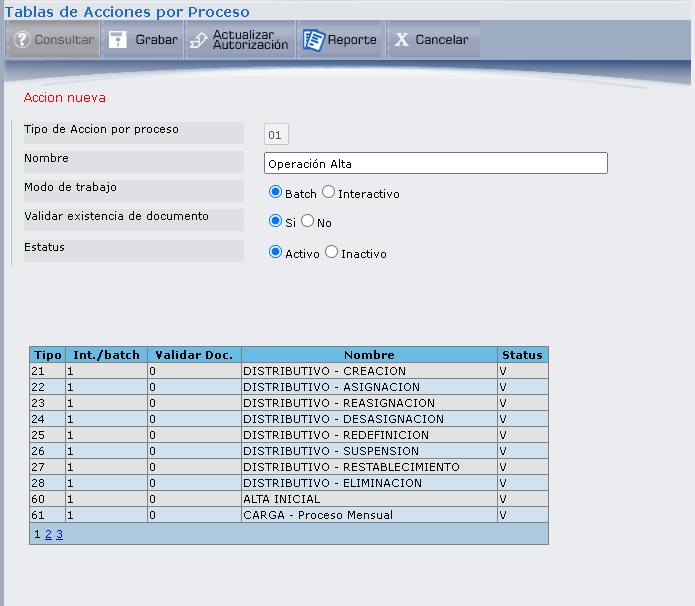 Tablas de Acciones por Proceso
? Consultar Grabar Actualizar Autorización Reporte X Cancelar
Accion nueva
Tipo de Accion por proceso 01
Nombre Operación Alta
Modo de trabajo Batch Interactivo
Validar existencia de documento Si No
Estatus Activo Inactivo
Tipo Int./batch Validar Doc. Nombre Status
21 1 0 DISTRIBUTIVO - CREACION V
22 1 0 DISTRIBUTIVO - ASIGNACION V
23 1 0 DISTRIBUTIVO - REASIGNACION V
24 1 0 DISTRIBUTIVO - DESASIGNACION V
25 1 0 DISTRIBUTIVO - REDEFINICION V
26 1 0 DISTRIBUTIVO - SUSPENSION V
27 1 0 DISTRIBUTIVO - RESTABLECIMIENTO V
28 1 0 DISTRIBUTIVO - ELIMINACION V
60 1 0 ALTA INICIAL V
61 1 0 CARGA - Proceso Mensual V
1 2 3